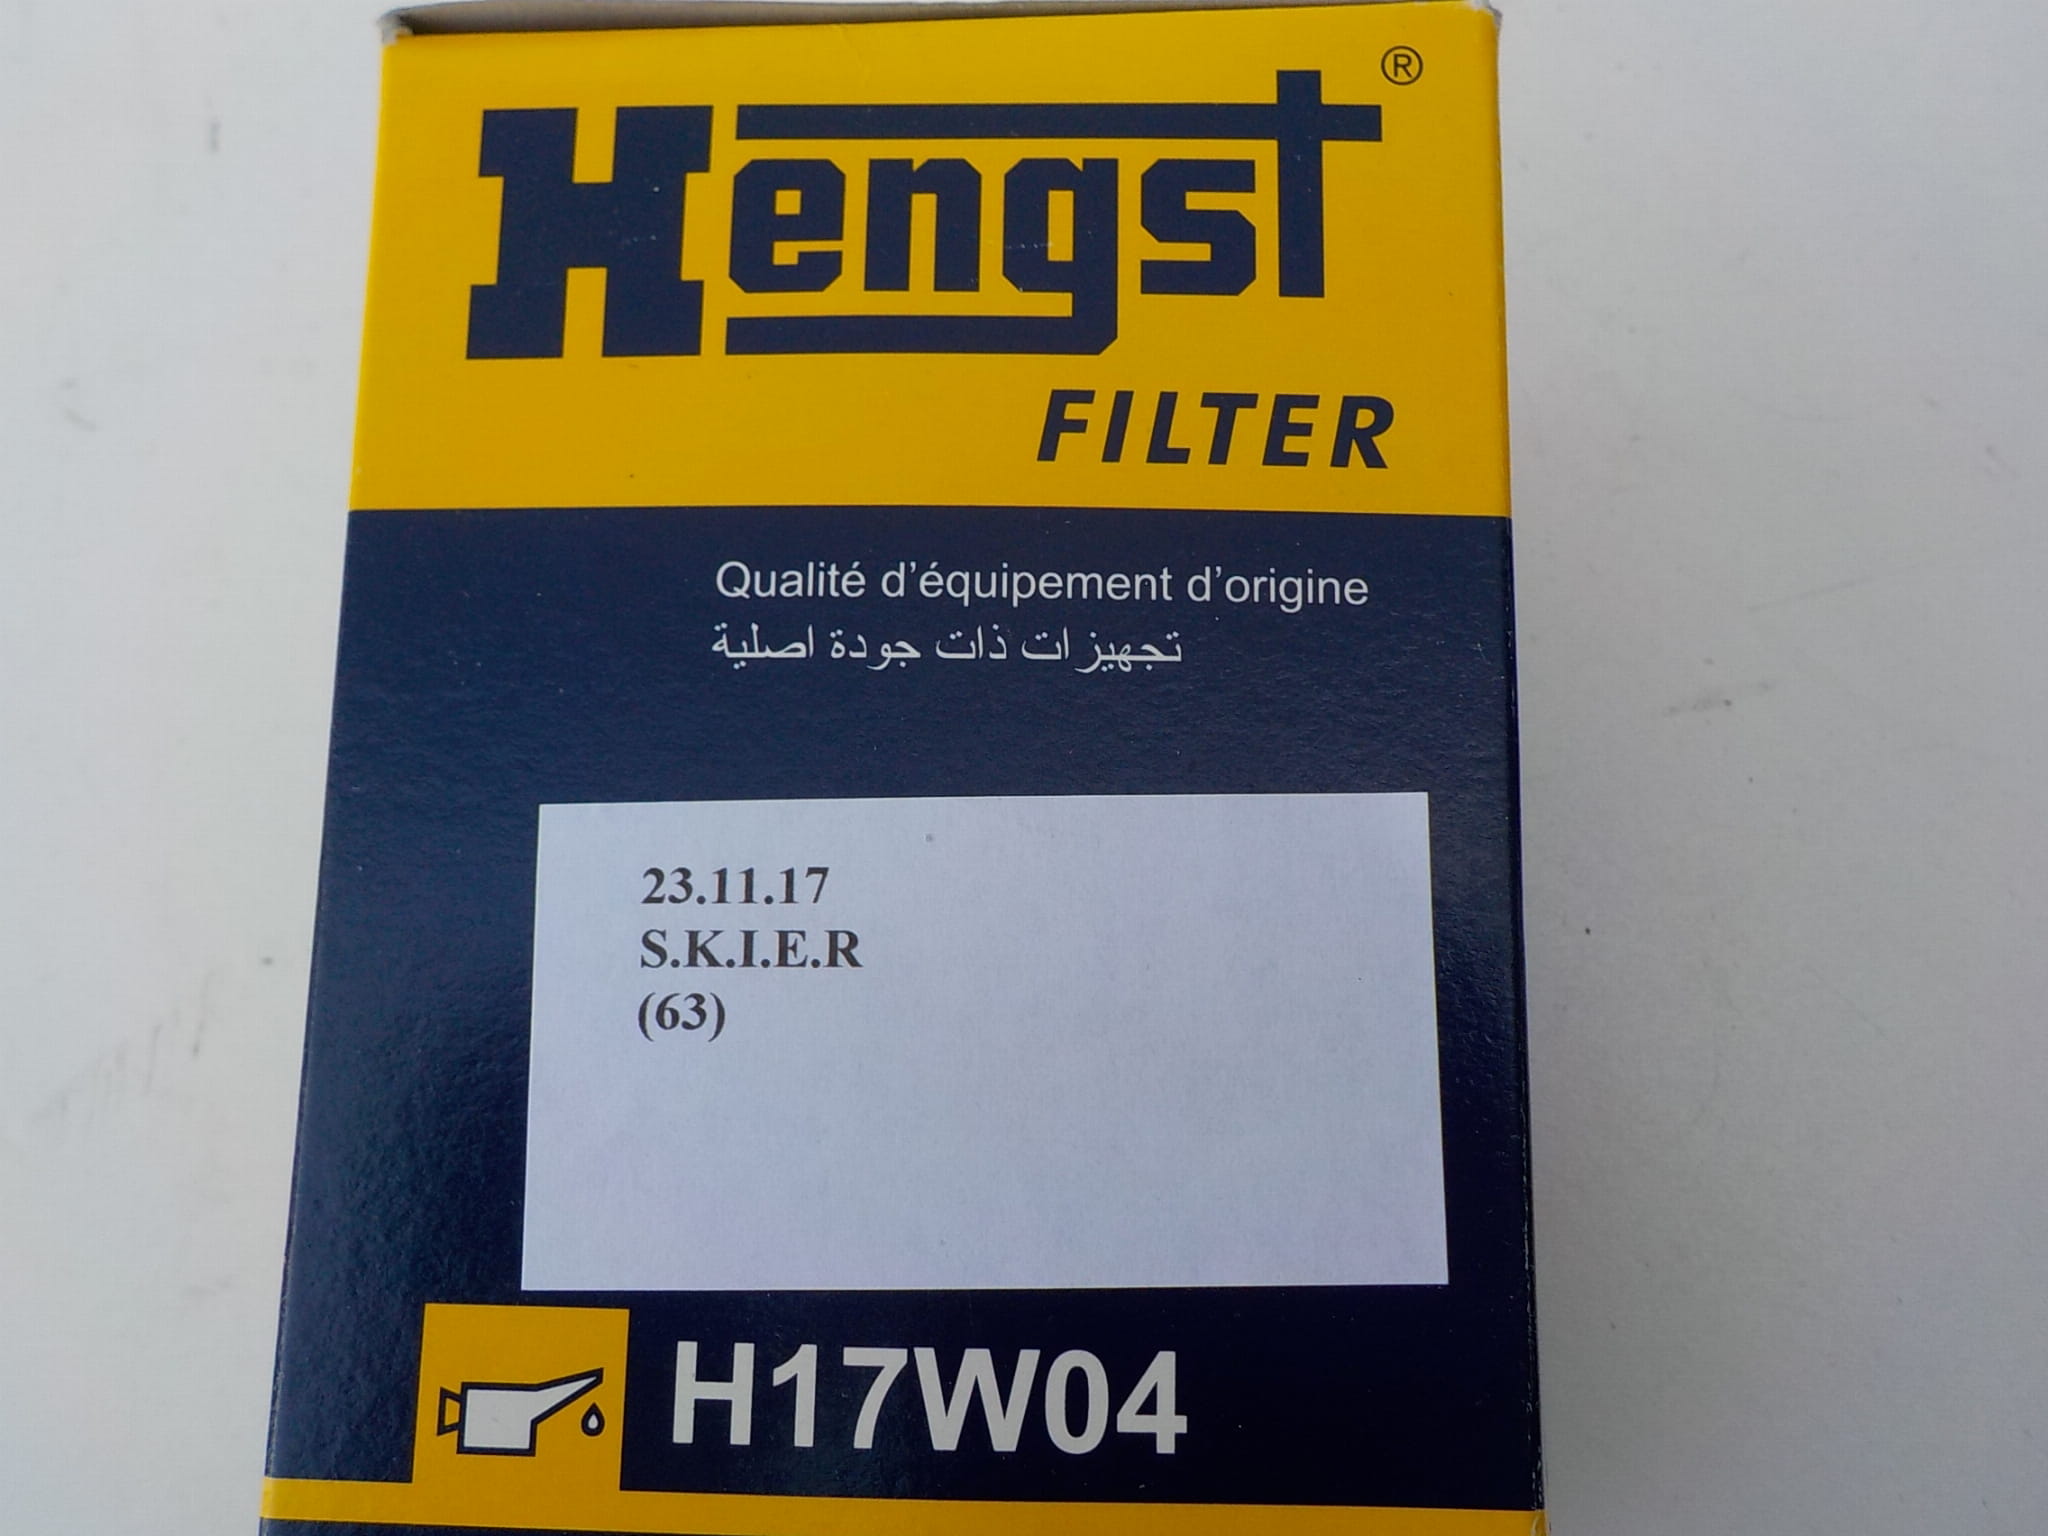 Hengst®
FILTER
Qualité d'équipement d'origine
تجهيزات ذات جودة اصلية
23.11.17
S.K.I.E.R
(63)
H17W04